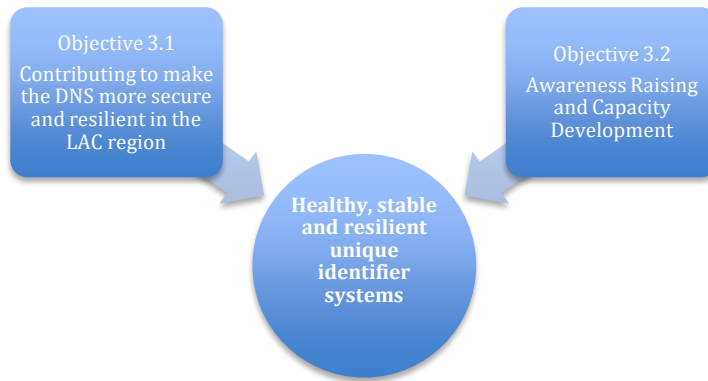 Objective 3.1
Contributing to make
the DNS more secure
and resilient in the
LAC region
Objective 3.2
Awareness Raising
and Capacity
Development
Healthy, stable
and resilient
unique
identifier
systems